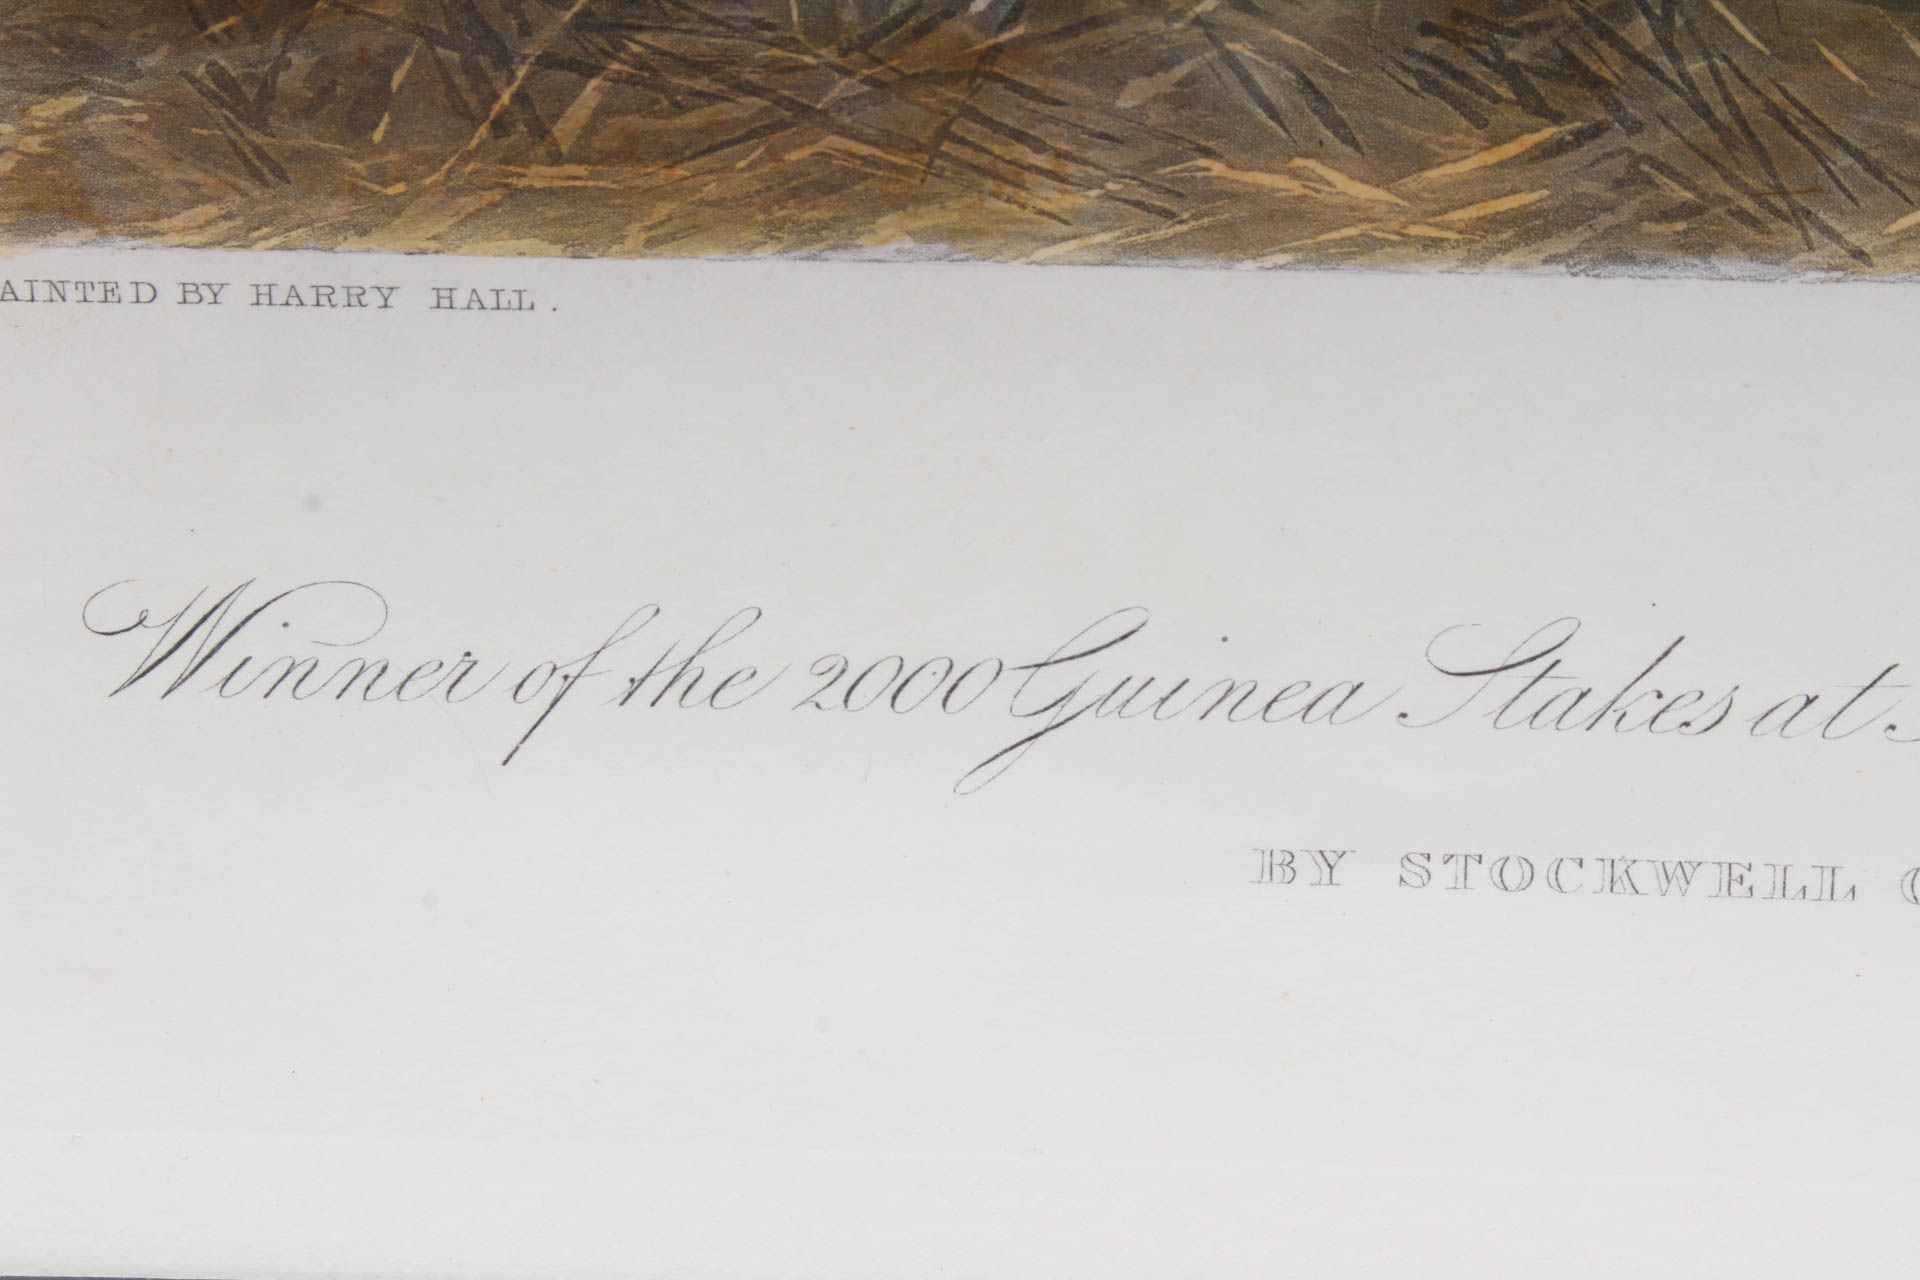 AINTED BY HARRY HALL.
Winner of the 2000 Guinea Stakes at
BY STOCKWELL